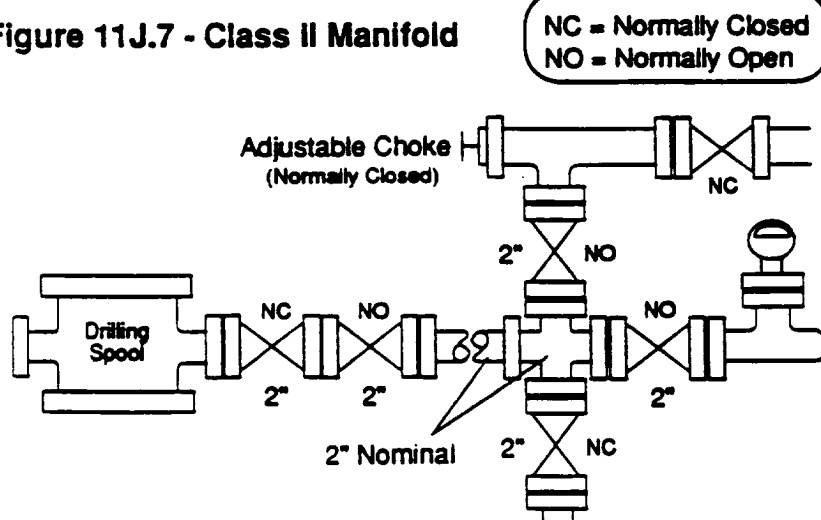 Figure 11J.7 - Class II Manifold
NC = Normally Closed
NO = Normally Open
Adjustable Choke
(Normally Closed)
NC
2" NO
NC NO
NO
Drilling
Spool
2" 2"
2"
2" Nominal
2" NC